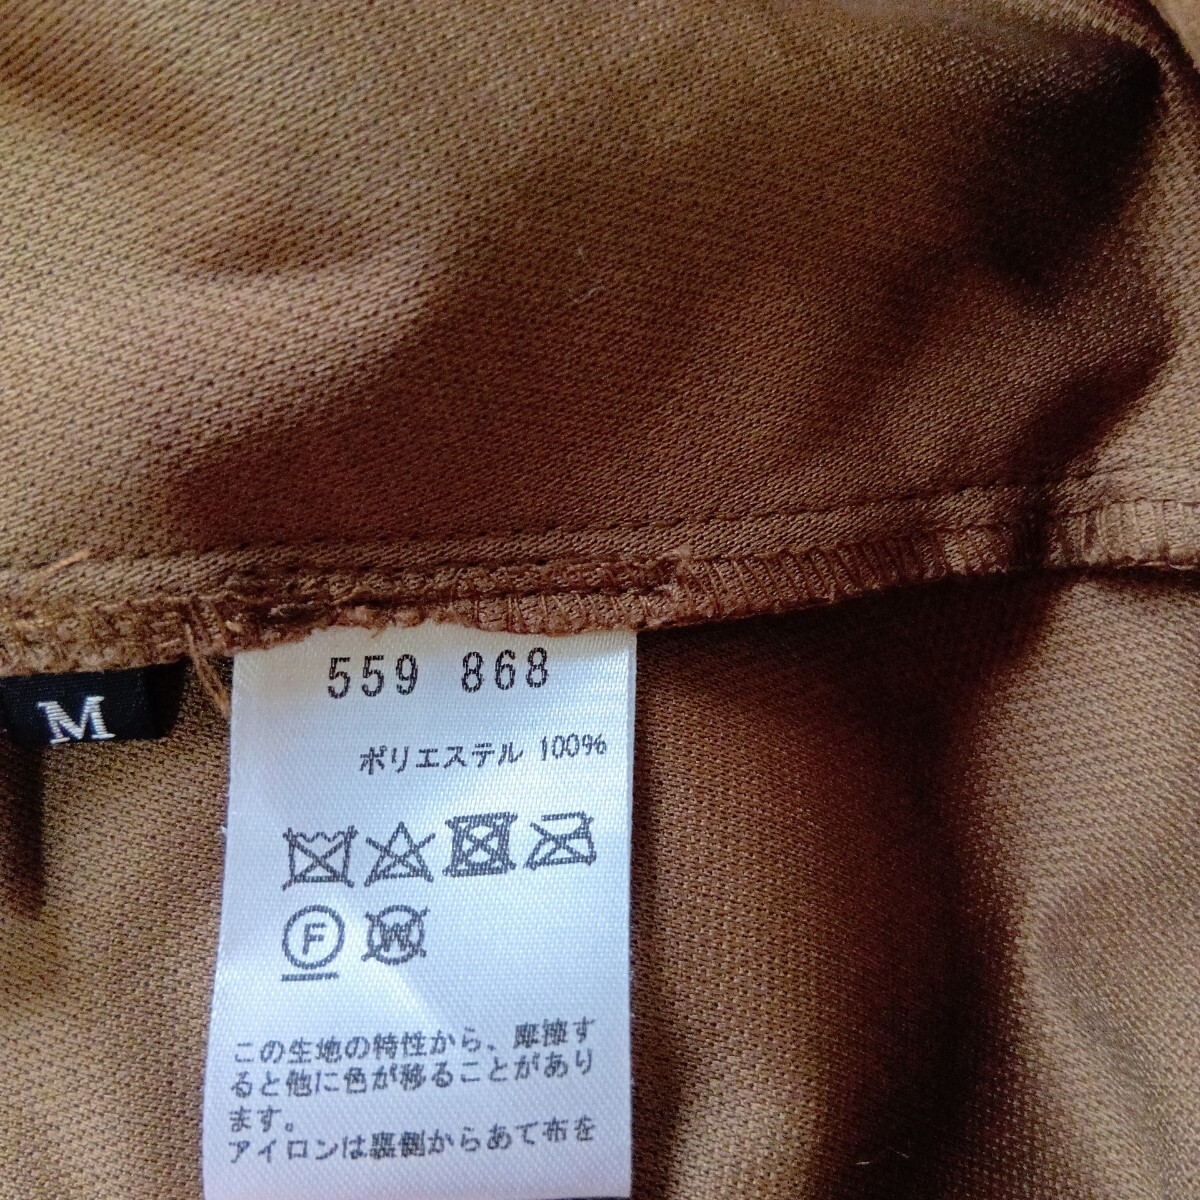 559 868
M
ポリエステル 100%
F
W
この生地の特性から、摩擦す
ると他に色が移ることがあり
ます。
アイロンは裏側からあて布を